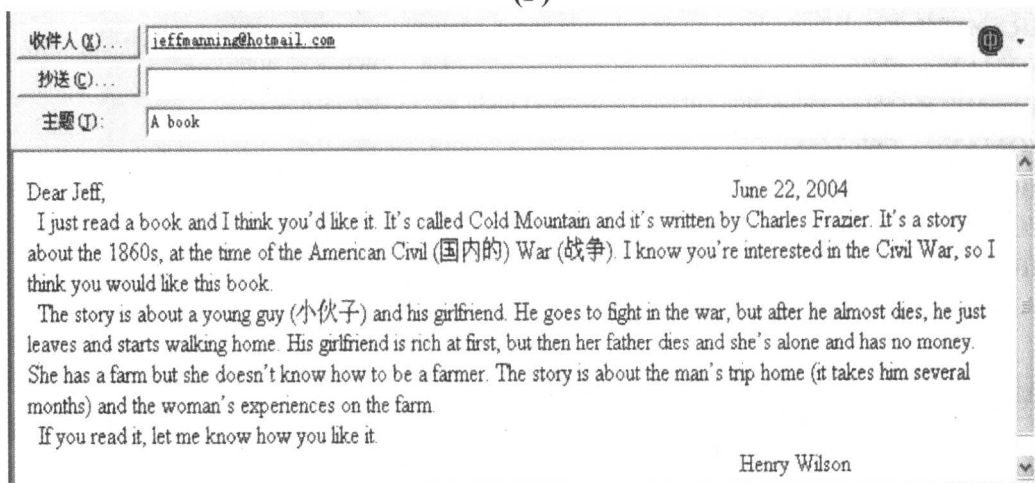 收件人(X)... jeffmanning@hotmail.com
抄送(C)...
主题(T): A book
Dear Jeff, June 22, 2004
I just read a book and I think you'd like it. It's called Cold Mountain and it's written by Charles Frazier. It's a story
about the 1860s, at the time of the American Civil (国内的) War (战争). I know you're interested in the Civil War, so I
think you would like this book.
The story is about a young guy (小伙子) and his girlfriend. He goes to fight in the war, but after he almost dies, he just
leaves and starts walking home. His girlfriend is rich at first, but then her father dies and she's alone and has no money.
She has a farm but she doesn't know how to be a farmer. The story is about the man's trip home (it takes him several
months) and the woman's experiences on the farm.
If you read it, let me know how you like it.
Henry Wilson